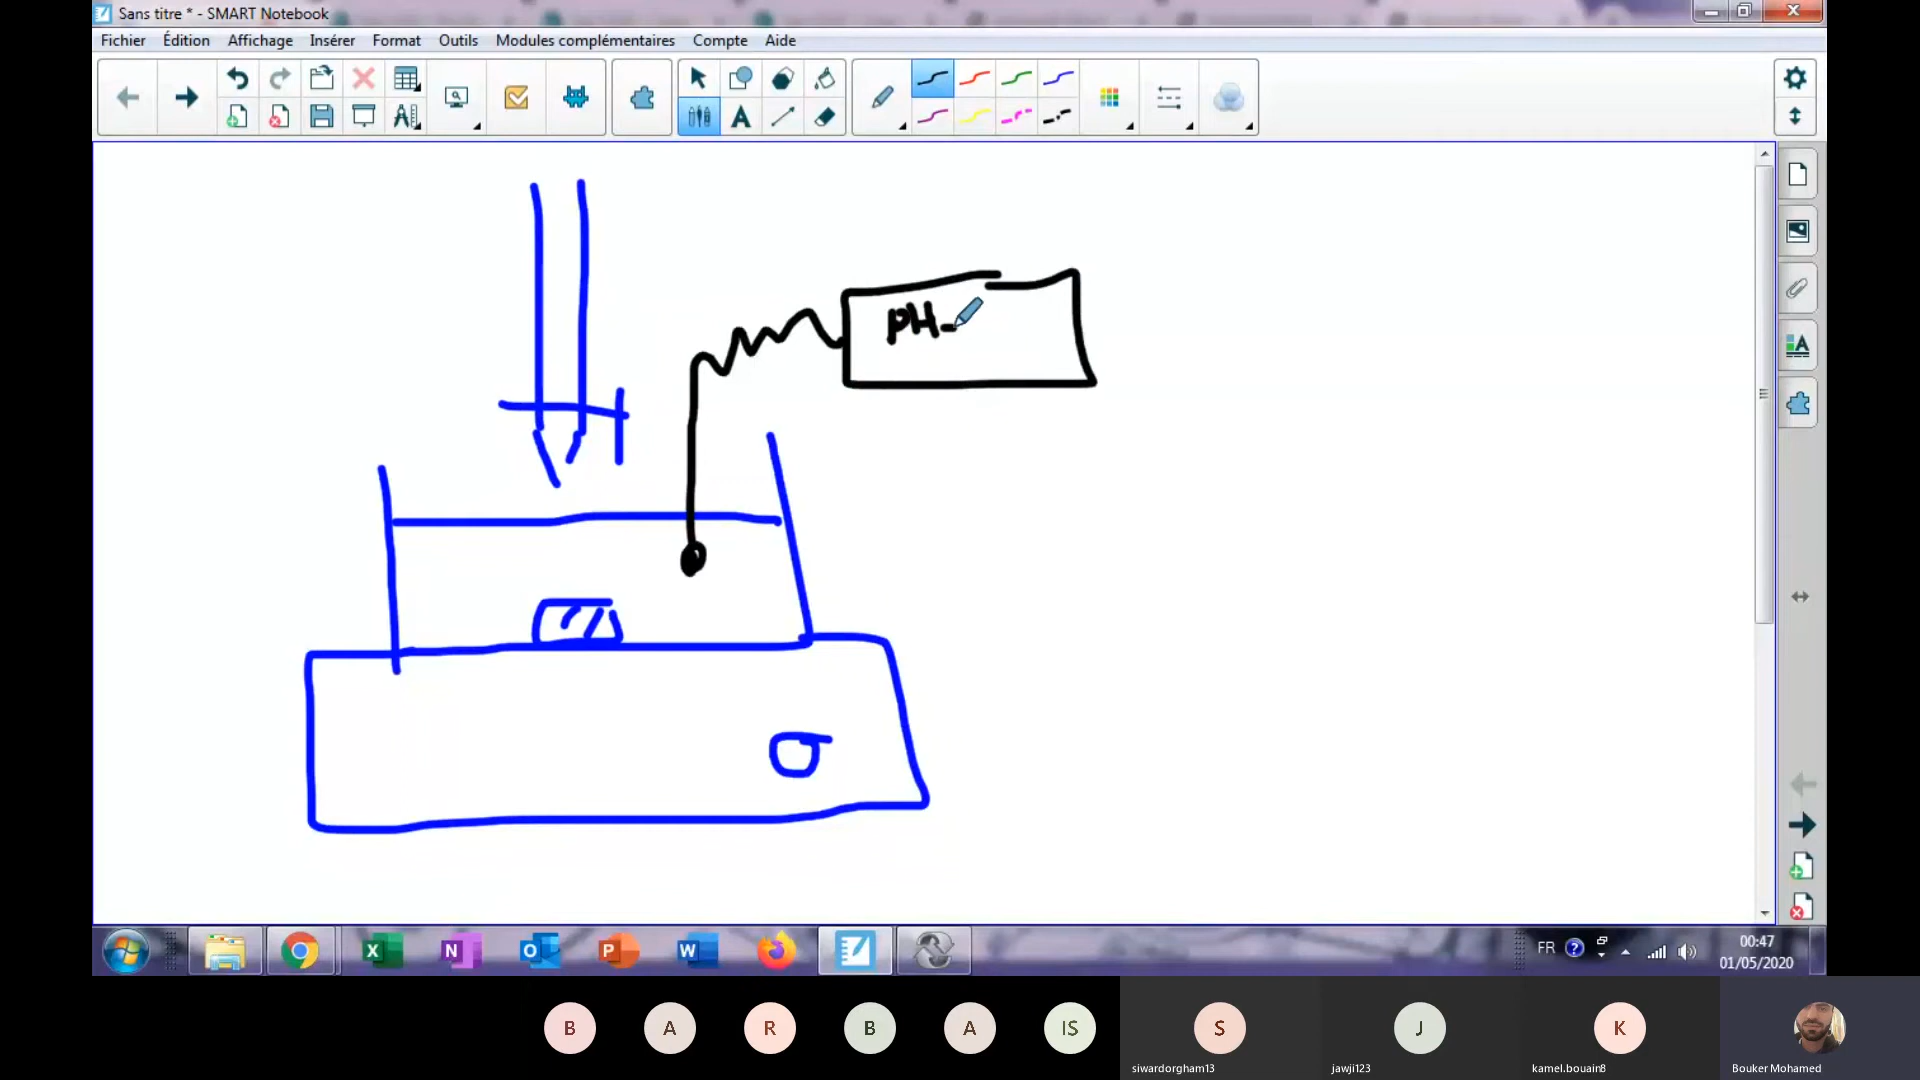 Sans titre * - SMART Notebook
Fichier Édition Affichage Insérer Format Outils Modules complémentaires Compte Aide
PH-
FR
00:47
01/05/2020
B A R B A IS S J K
siwardorgham13 jawji123 kamel.bouain8 Bouker Mohamed